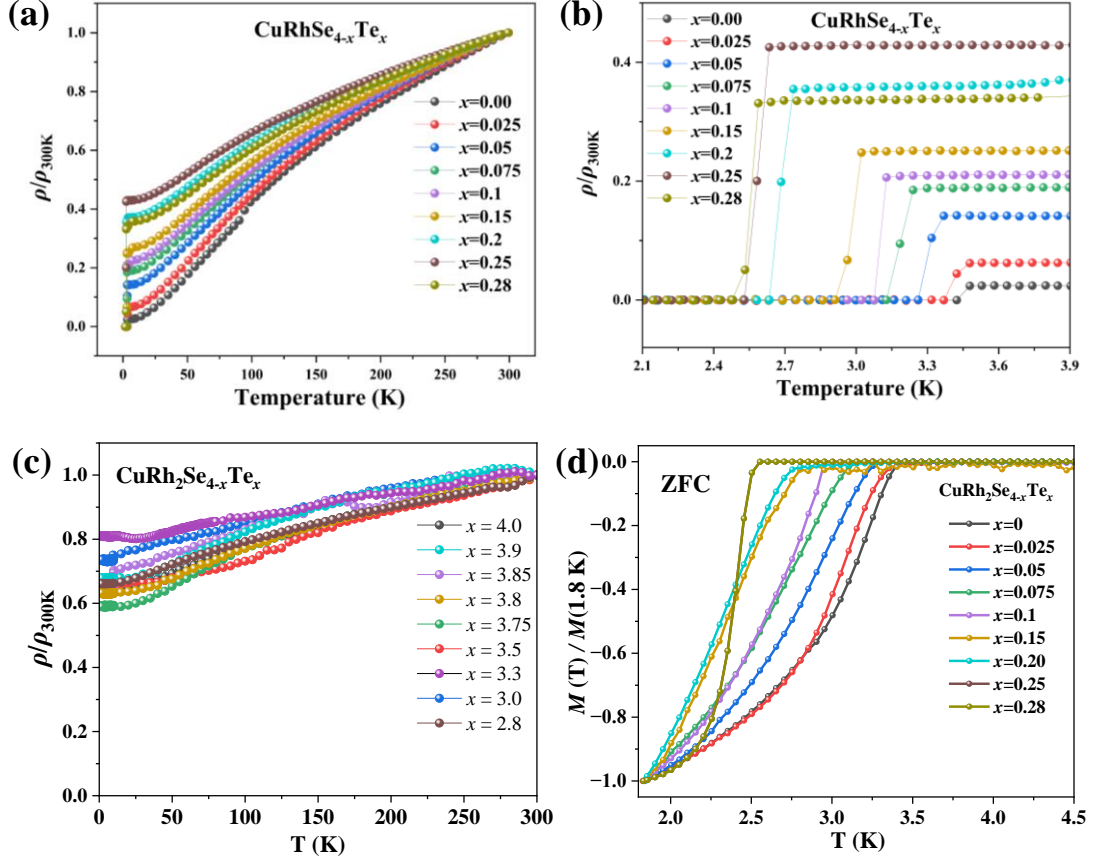 (a)
CuRhSe4-xTex
x=0.00
x=0.025
x=0.05
x=0.075
x=0.1
x=0.15
x=0.2
x=0.25
x=0.28
ρ/ρ300K
1.0
0.8
0.6
0.4
0.2
0.0
0 50 100 150 200 250 300
Temperature (K)
(b)
CuRhSe4-xTex
x=0.00
x=0.025
x=0.05
x=0.075
x=0.1
x=0.15
x=0.2
x=0.25
x=0.28
ρ/ρ300K
0.4
0.2
0.0
2.1 2.4 2.7 3.0 3.3 3.6 3.9
Temperature (K)
(c)
CuRh2Se4-xTex
x = 4.0
x = 3.9
x = 3.85
x = 3.8
x = 3.75
x = 3.5
x = 3.3
x = 3.0
x = 2.8
ρ/ρ300K
1.0
0.8
0.6
0.4
0.2
0.0
0 50 100 150 200 250 300
T (K)
(d)
ZFC
CuRh2Se4-xTex
x=0
x=0.025
x=0.05
x=0.075
x=0.1
x=0.15
x=0.20
x=0.25
x=0.28
M (T) / M(1.8 K)
0.0
−0.2
−0.4
−0.6
−0.8
−1.0
2.0 2.5 3.0 3.5 4.0 4.5
T (K)